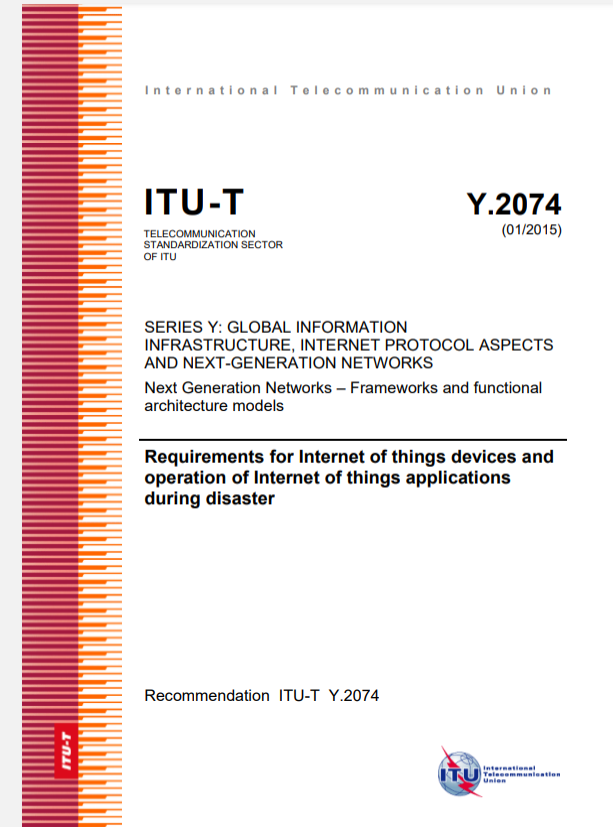 International Telecommunication Union
ITU-T
Y.2074
TELECOMMUNICATION
STANDARDIZATION SECTOR
OF ITU
(01/2015)
SERIES Y: GLOBAL INFORMATION
INFRASTRUCTURE, INTERNET PROTOCOL ASPECTS
AND NEXT-GENERATION NETWORKS
Next Generation Networks – Frameworks and functional
architecture models
Requirements for Internet of things devices and
operation of Internet of things applications
during disaster
Recommendation ITU-T Y.2074
ITU-T
ITU
International
Telecommunication
Union